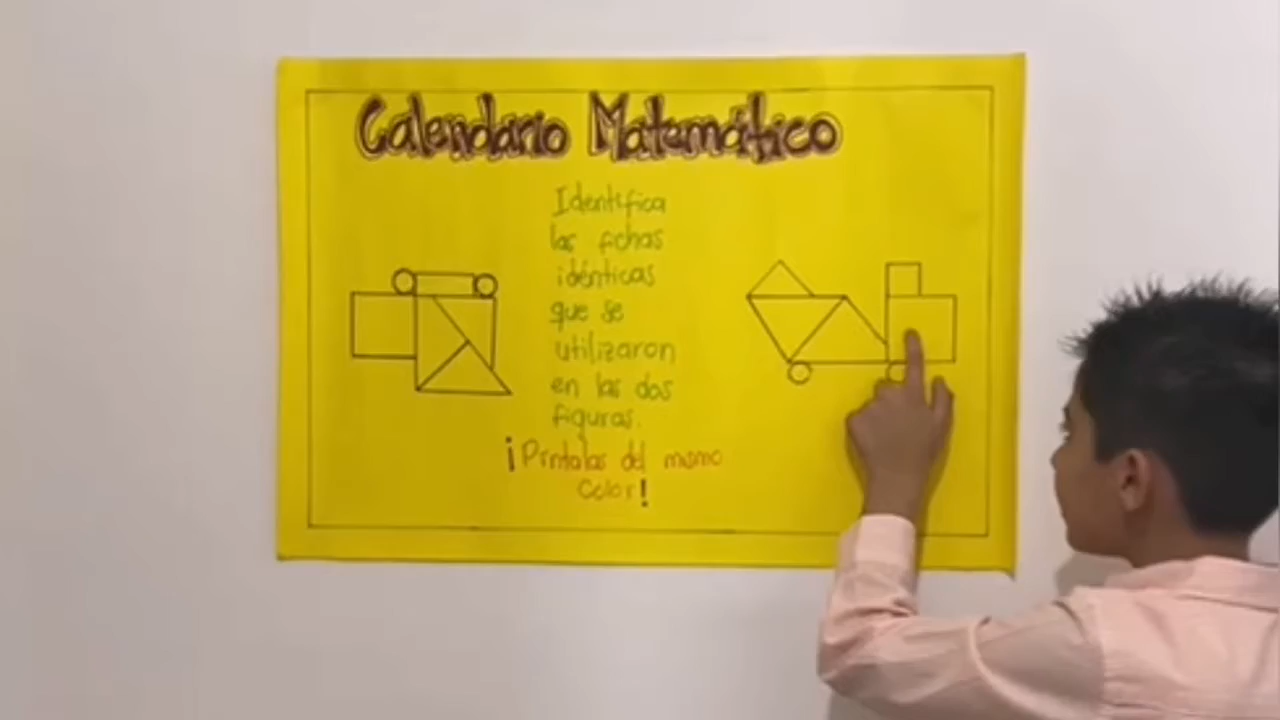 Calendario Matemático
Identifica
las fichas
idénticas
que se
utilizaron
en las dos
figuras.
¡Píntalas del mismo
Color!